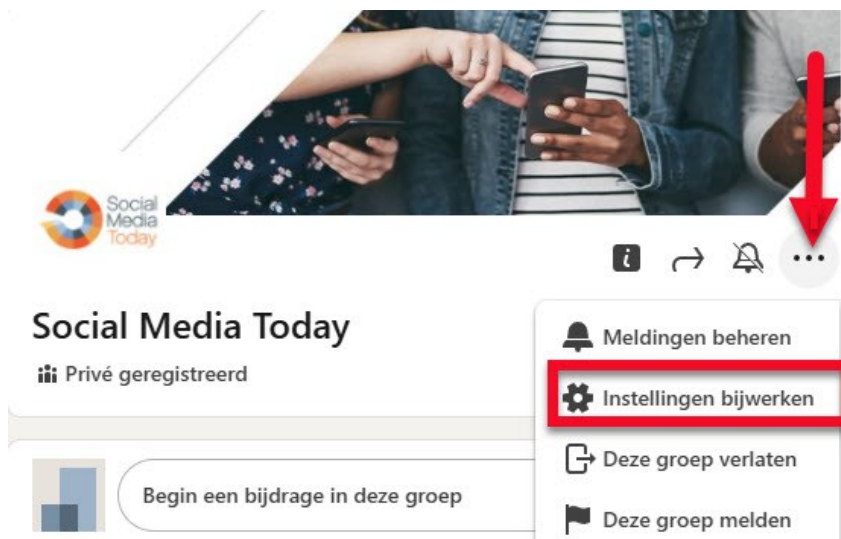 Social
Media
Today
Social Media Today
Privé geregistreerd
Begin een bijdrage in deze groep
Meldingen beheren
Instellingen bijwerken
Deze groep verlaten
Deze groep melden